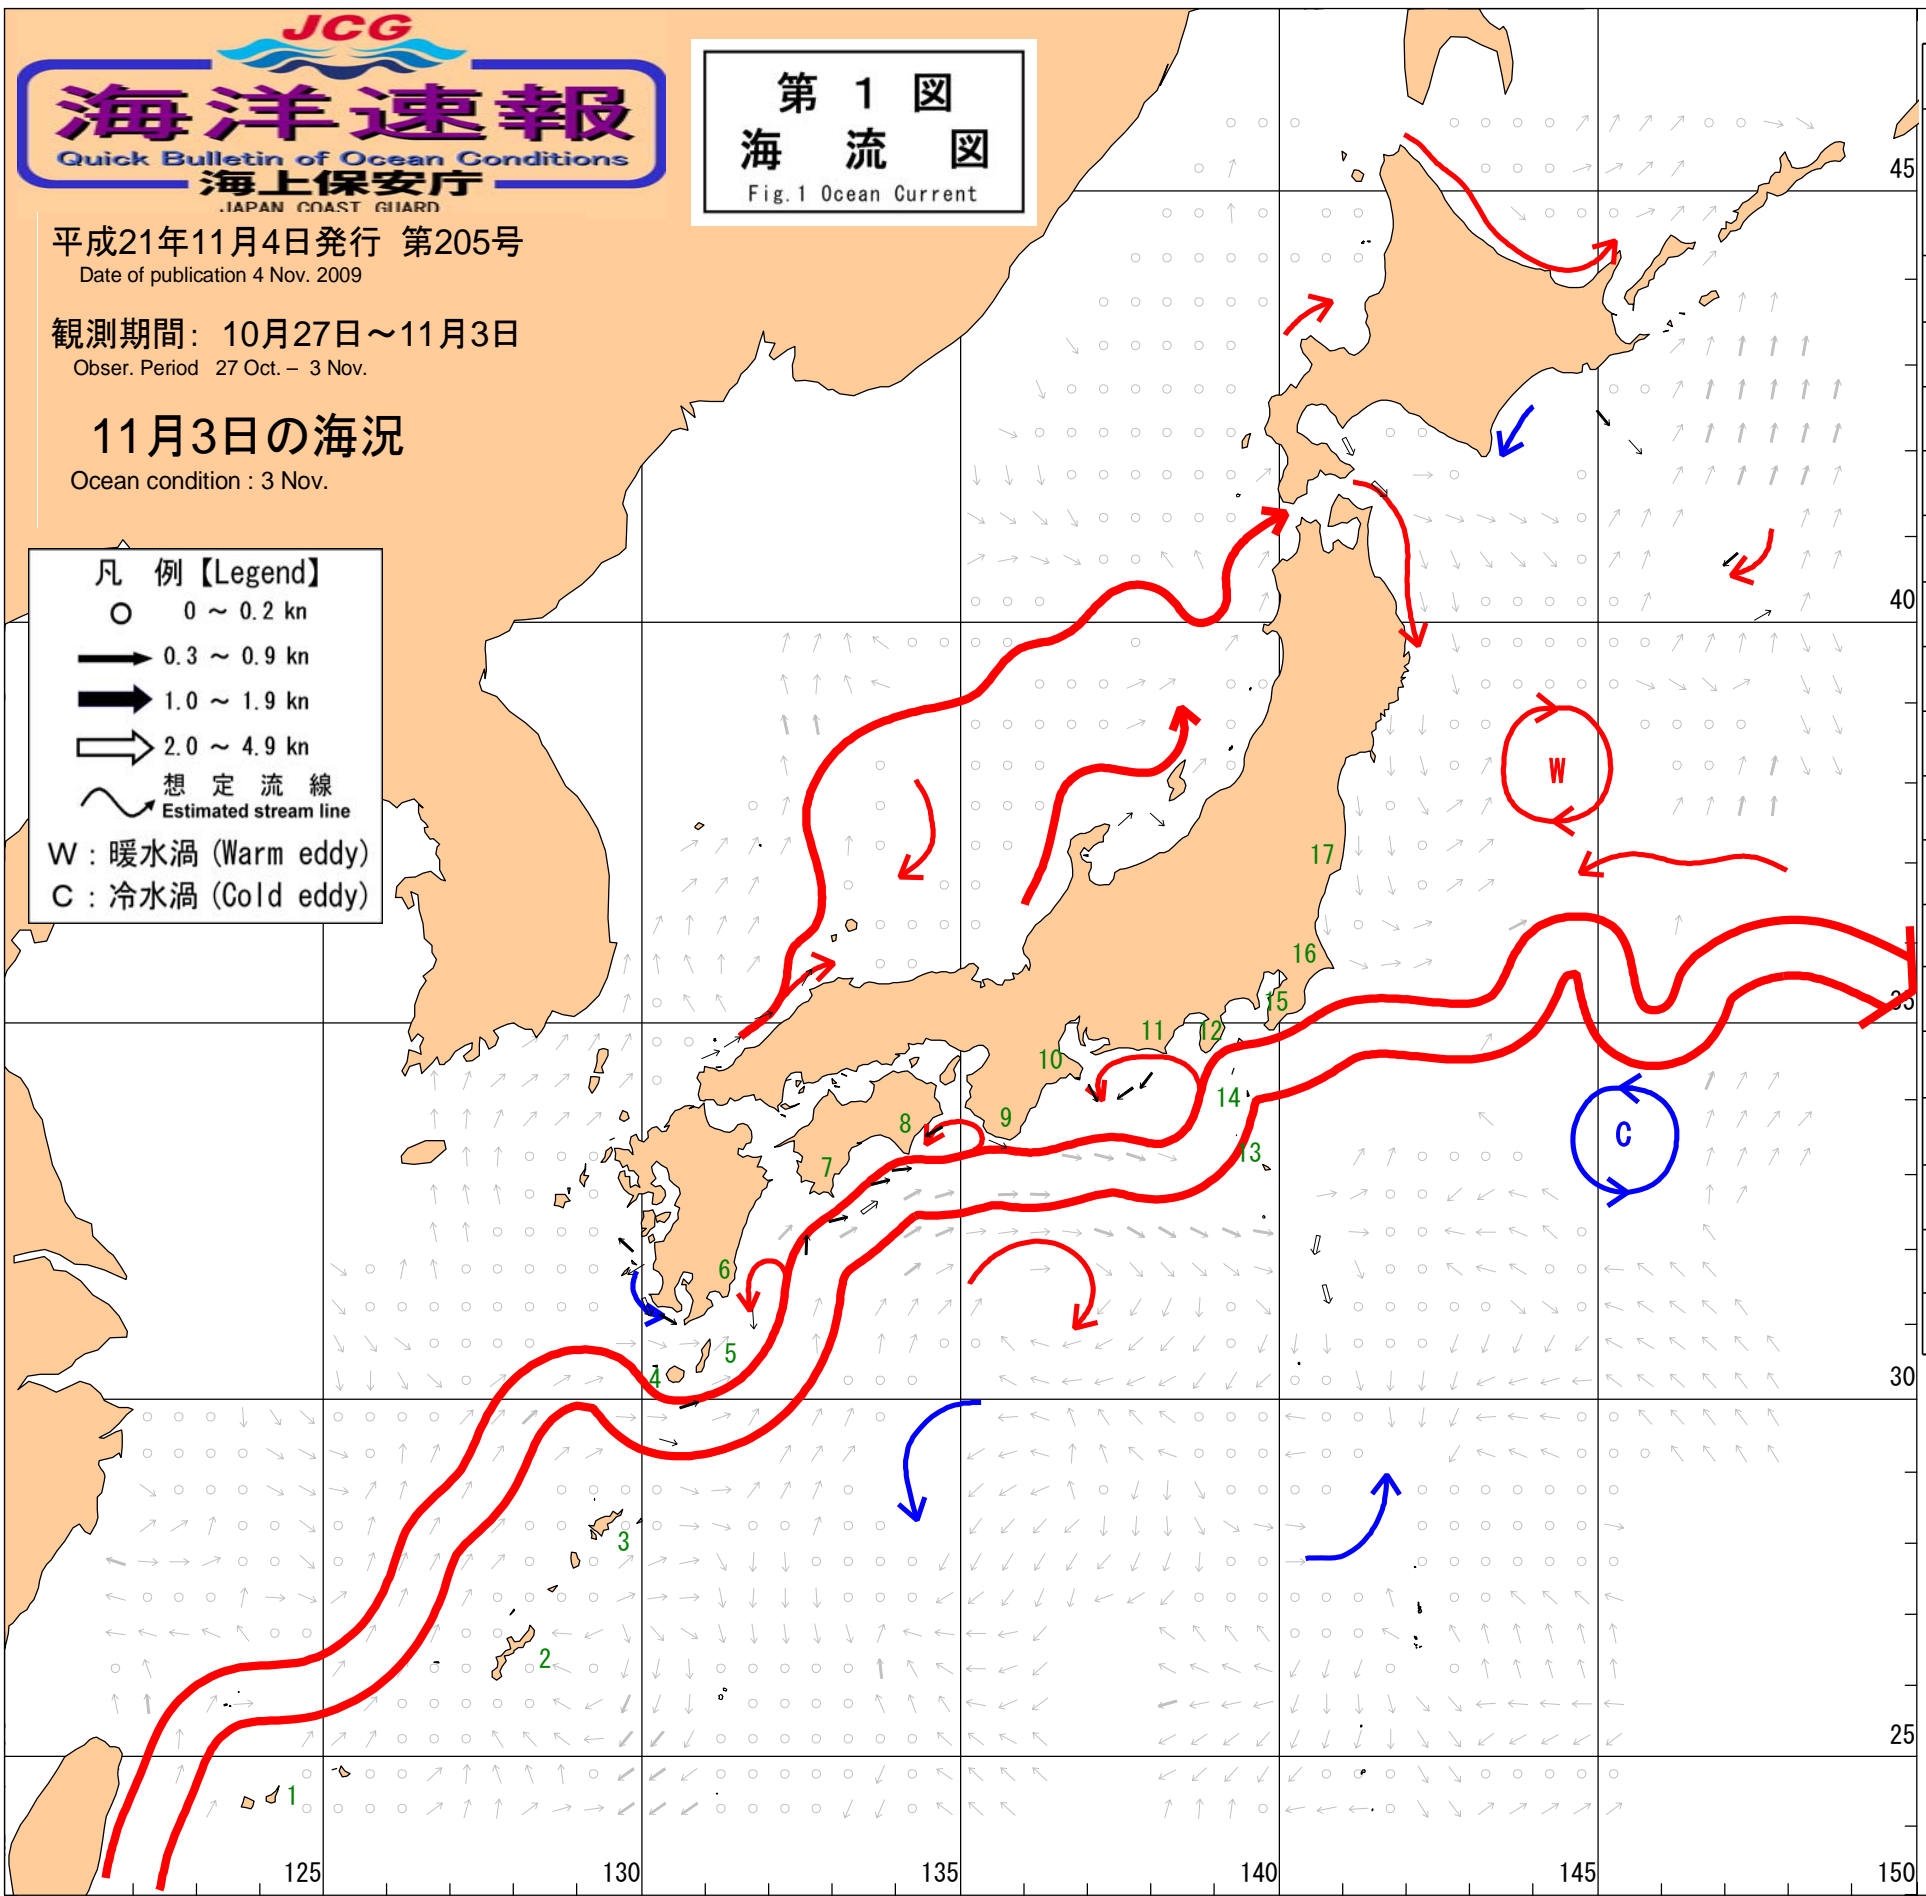 JCG
海洋速報
Quick Bulletin of Ocean Conditions
海上保安庁
JAPAN COAST GUARD
第 1 図
海 流 図
Fig.1 Ocean Current
平成21年11月4日発行 第205号
Date of publication 4 Nov. 2009
観測期間: 10月27日～11月3日
Obser. Period 27 Oct. – 3 Nov.
11月3日の海況
Ocean condition : 3 Nov.
凡 例【Legend】
0 ～ 0.2 kn
0.3 ～ 0.9 kn
1.0 ～ 1.9 kn
2.0 ～ 4.9 kn
想 定 流 線
Estimated stream line
W : 暖水渦 (Warm eddy)
C : 冷水渦 (Cold eddy)
45
40
W
17
16
35
15
11
12
10
14
9
8
C
13
7
6
5
4
30
3
2
25
1
125
130
135
140
145
150